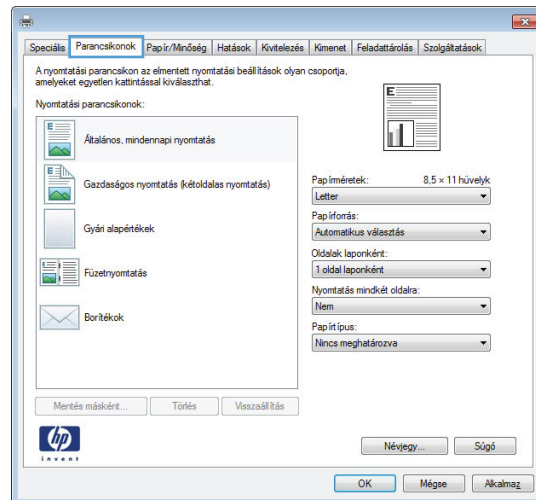 Speciális Parancsikonok Papír/Minőség Hatások Kivitelezés Kimenet Feladattárolás Szolgáltatások
A nyomtatási parancsikon az elmentett nyomtatási beállítások olyan csoportja,
amelyeket egyetlen kattintással kiválaszthat.
Nyomtatási parancsikonok:
Általános, mindennapi nyomtatás
Gazdaságos nyomtatás (kétoldalas nyomtatás)
Gyári alapértékek
Füzetnyomtatás
Borítékok
Mentés másként... Törlés Visszaállítás
E
Papírméretek: 8,5 × 11 hüvelyk
Letter
Papírforrás:
Automatikus választás
Oldalak laponként:
1 oldal laponként
Nyomtatás mindkét oldalra:
Nem
Papírtípus:
Nincs meghatározva
hp
invent
Névjegy... Súgó
OK Mégse Alkalmaz